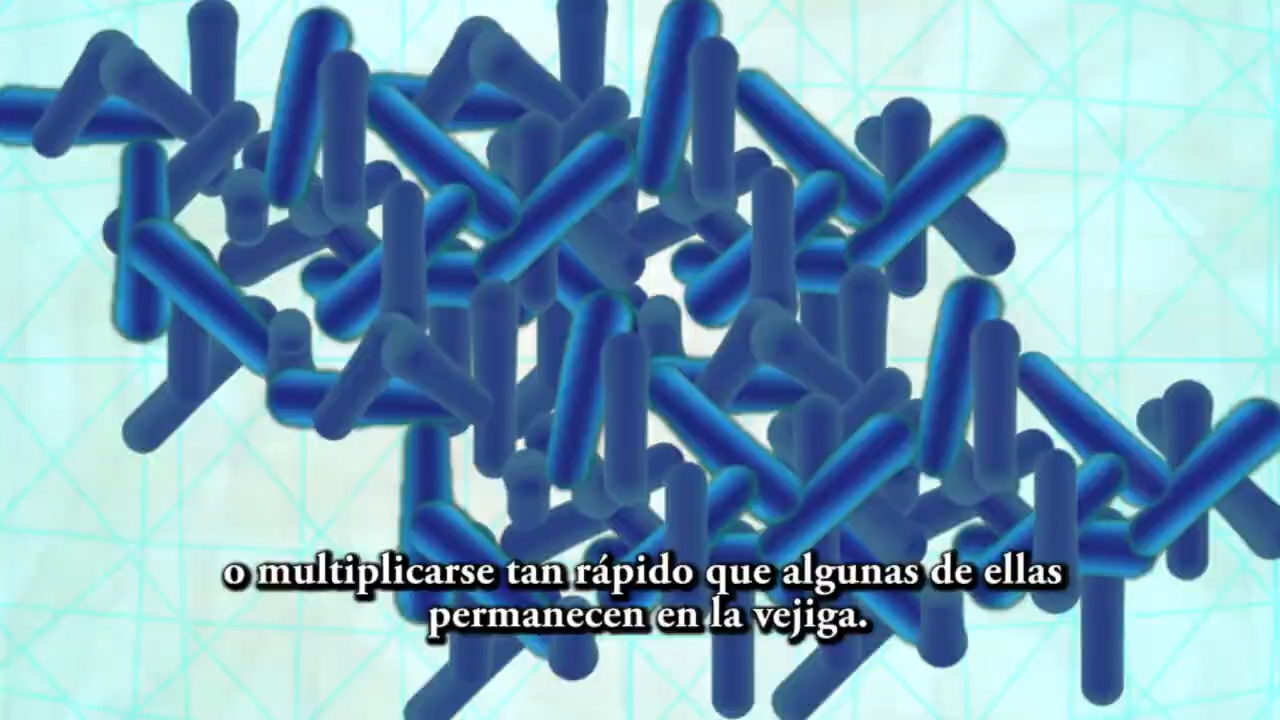 o multiplicarse tan rápido que algunas de ellas
permanecen en la vejiga.